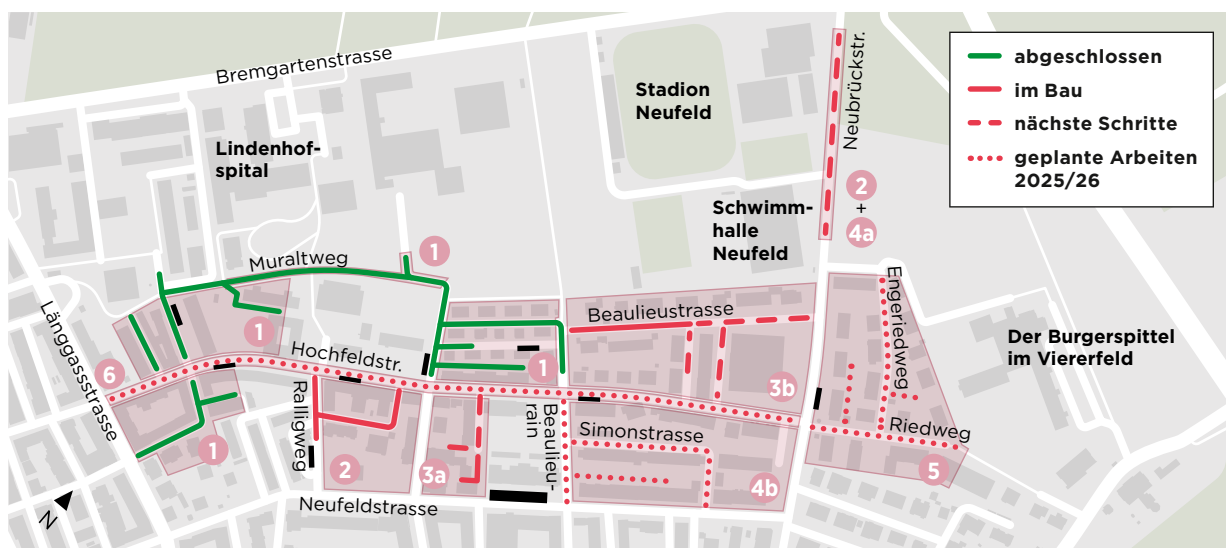 Bremgartenstrasse
Lindenhof-
spital
Stadion
Neufeld
Neubrückstr.
abgeschlossen
im Bau
nächste Schritte
geplante Arbeiten
2025/26
2
+
4a
Schwimm-
halle
Neufeld
1
Muraltweg
Länggassstrasse
1
Hochfeldstr.
1
Beaulieustrasse
3b
Engeriedweg
Der Burgerspittel
im Viererfeld
6
1
Ralligweg
2
3a
Beaulieu-
rain
Simonstrasse
4b
Riedweg
5
Neufeldstrasse
N